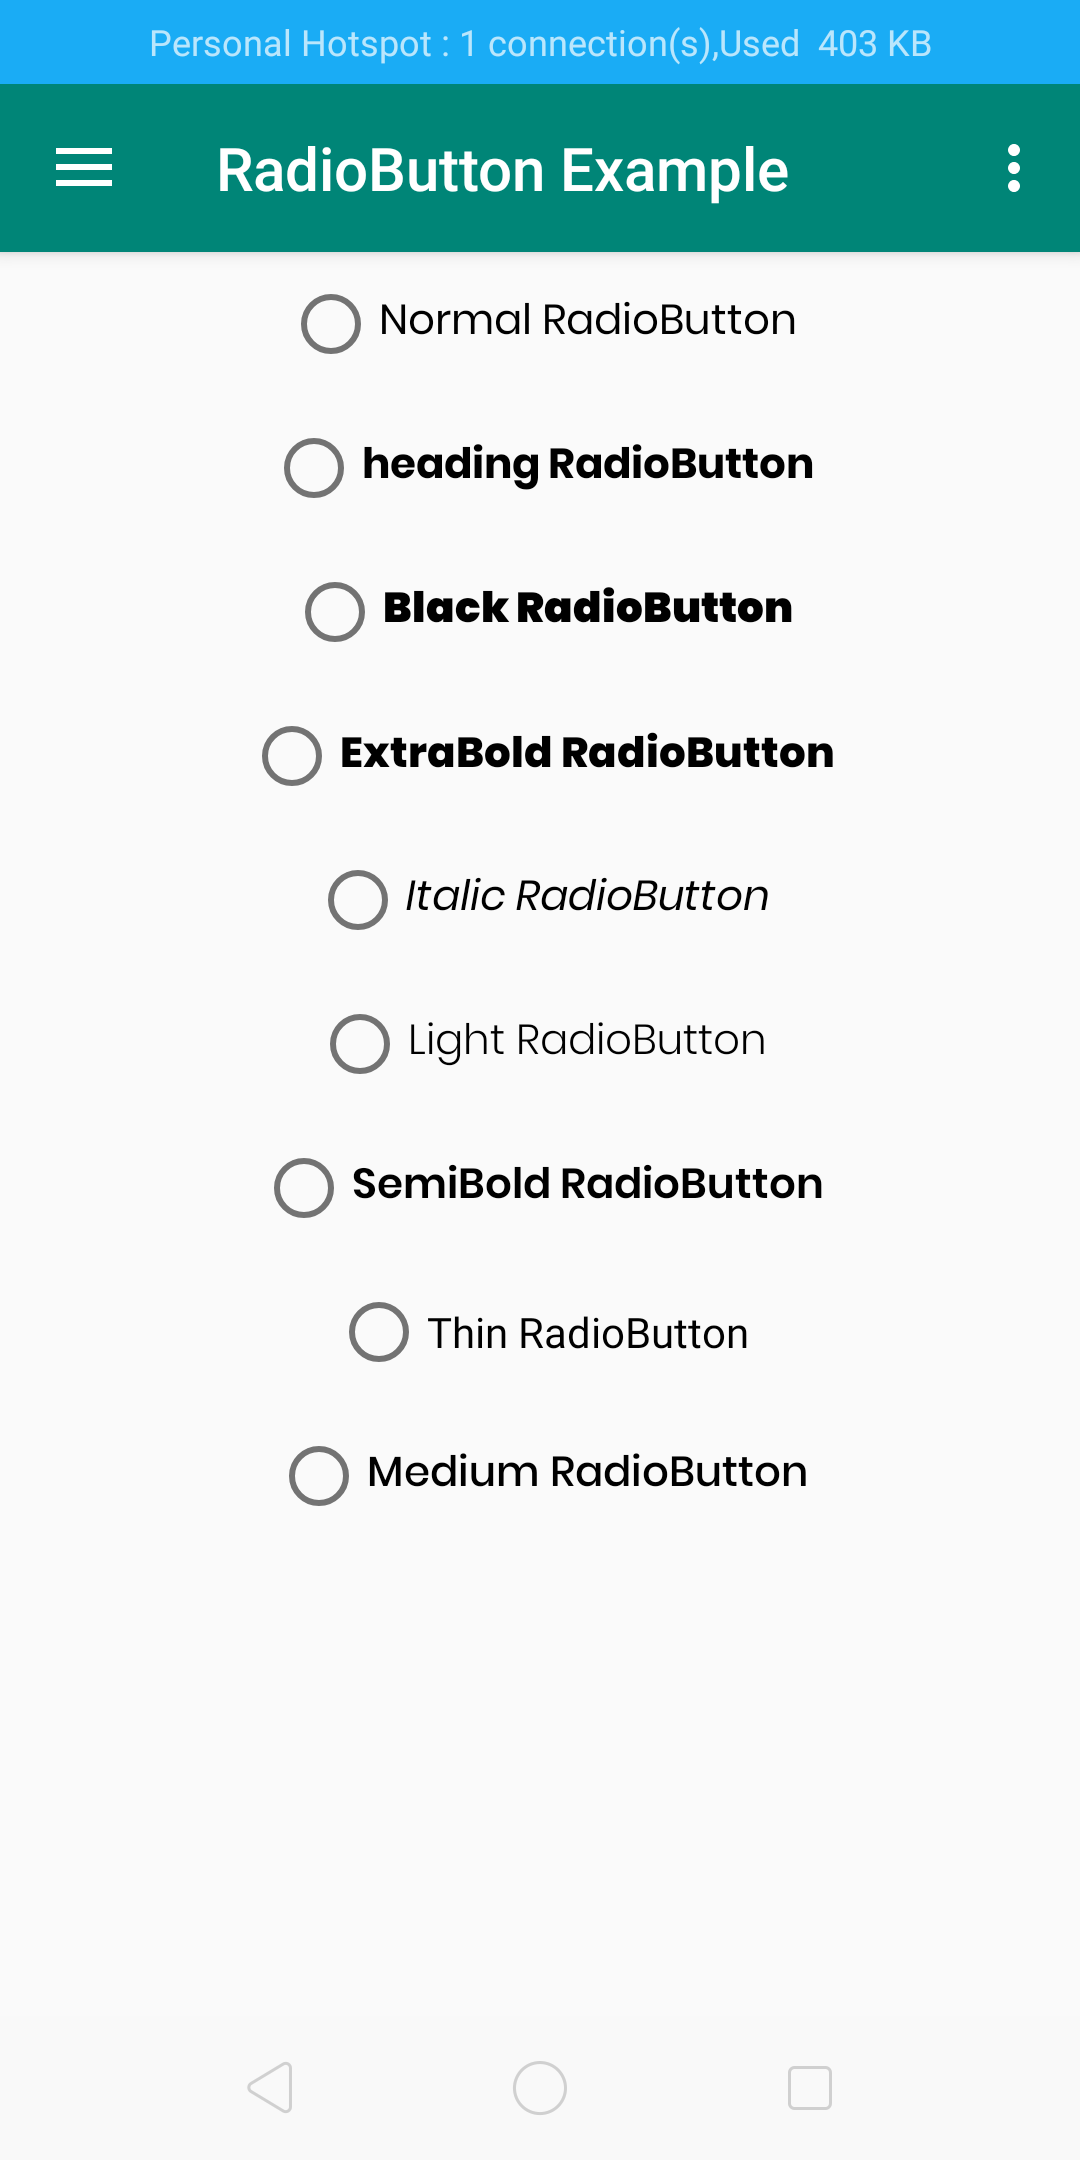 Personal Hotspot : 1 connection(s),Used  403 KB
RadioButton Example
Normal RadioButton
heading RadioButton
Black RadioButton
ExtraBold RadioButton
Italic RadioButton
Light RadioButton
SemiBold RadioButton
Thin RadioButton
Medium RadioButton